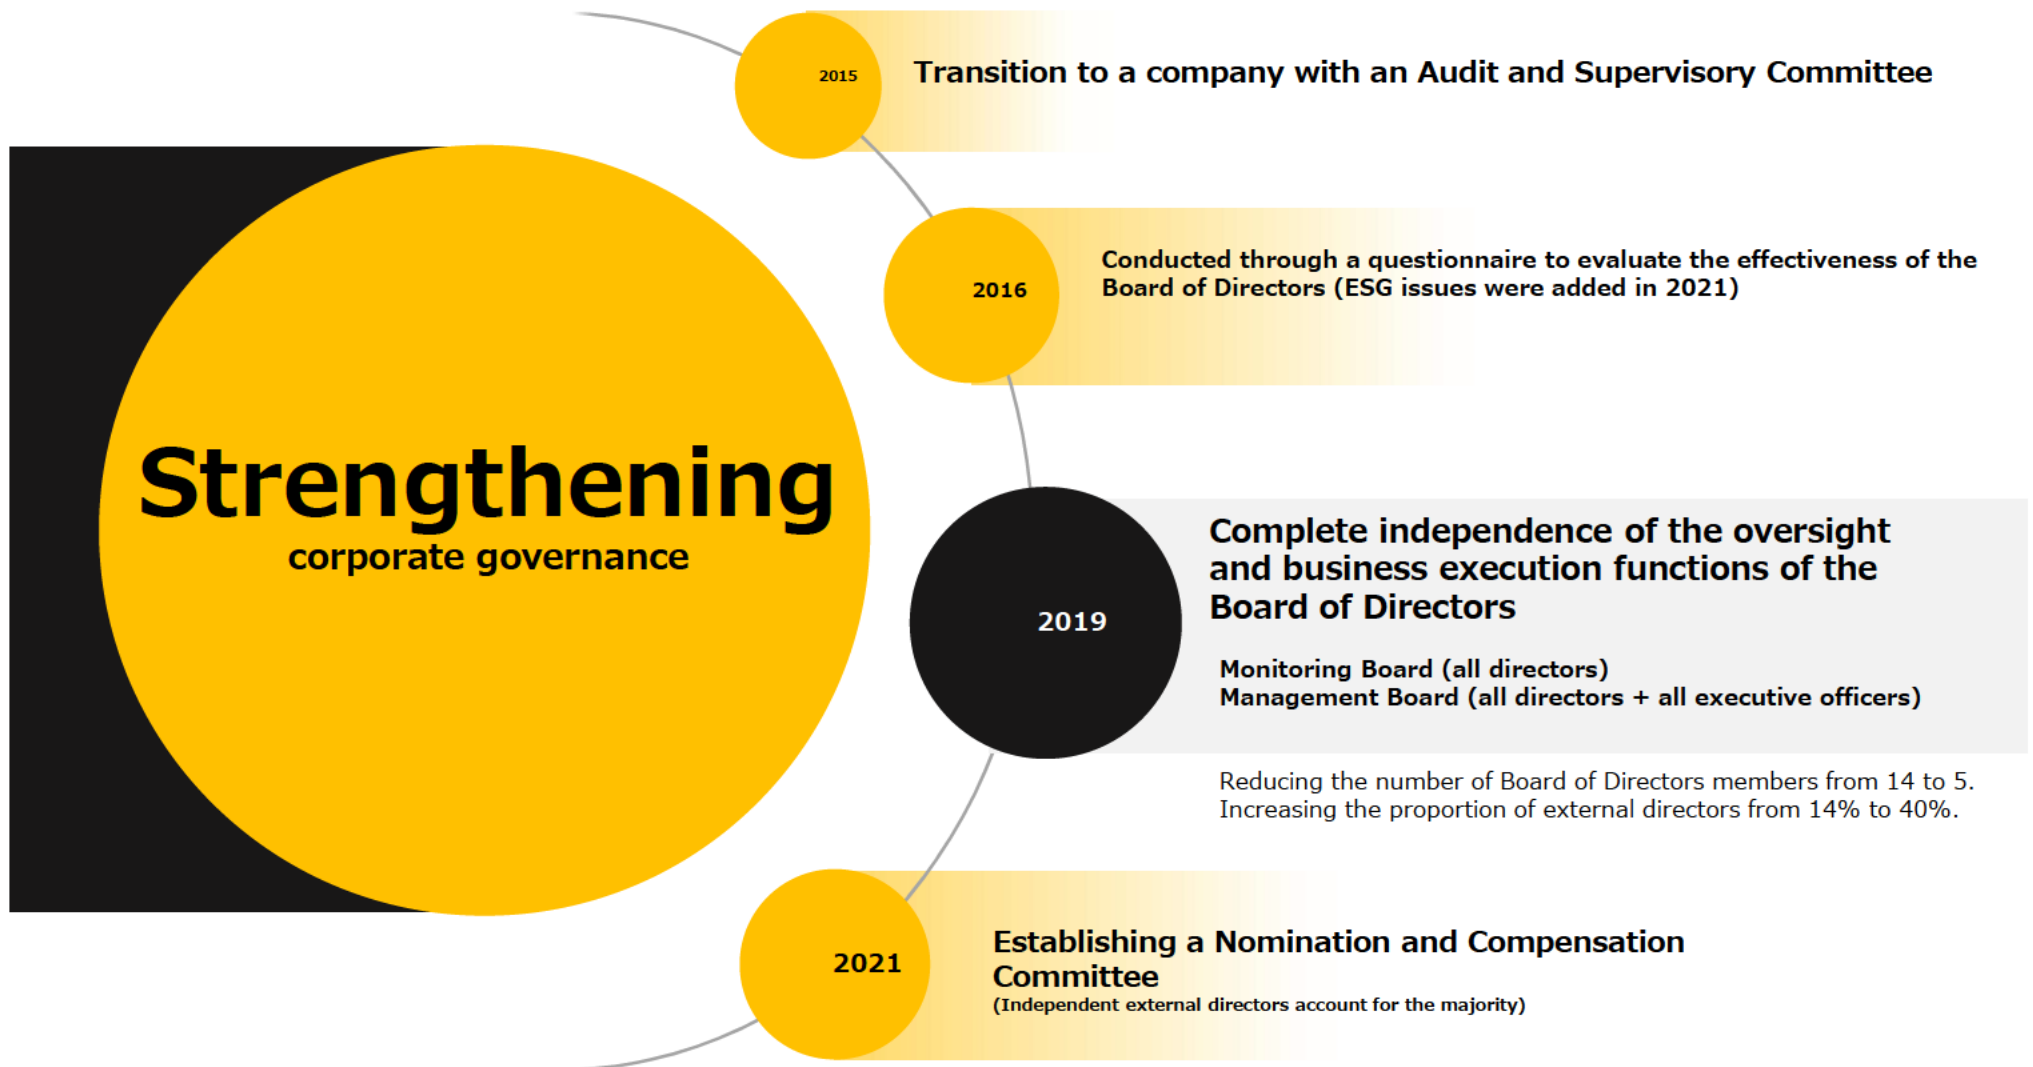 Strengthening
corporate governance
2015
Transition to a company with an Audit and Supervisory Committee
2016
Conducted through a questionnaire to evaluate the effectiveness of the
Board of Directors (ESG issues were added in 2021)
2019
Complete independence of the oversight
and business execution functions of the
Board of Directors
Monitoring Board (all directors)
Management Board (all directors + all executive officers)
Reducing the number of Board of Directors members from 14 to 5.
Increasing the proportion of external directors from 14% to 40%.
2021
Establishing a Nomination and Compensation
Committee
(Independent external directors account for the majority)